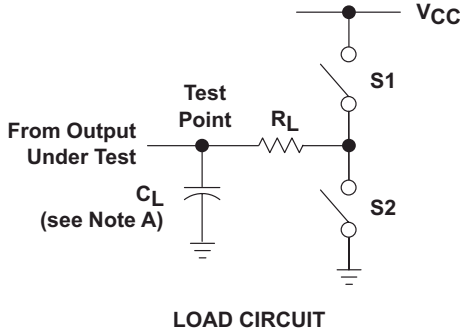 VCC
S1
Test
Point
RL
From Output
Under Test
CL
(see Note A)
S2
LOAD CIRCUIT